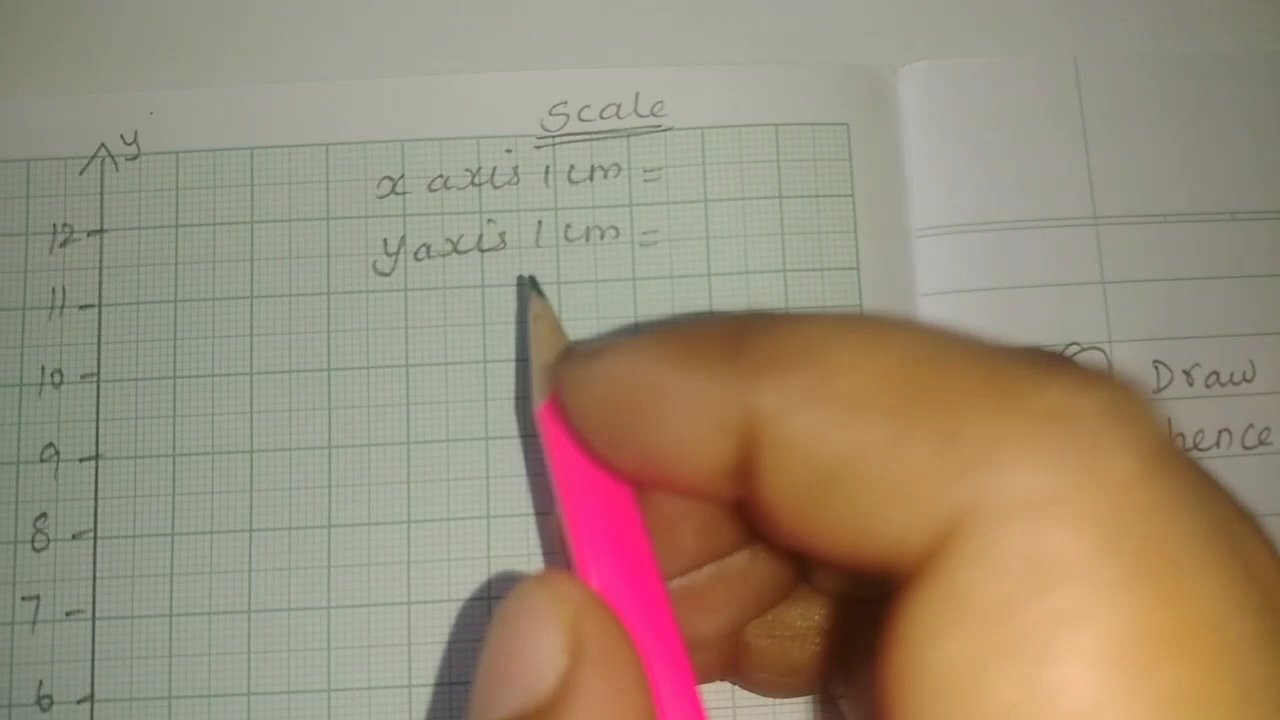 Scale
y
x axis 1 cm =
12
y axis 1 cm =
11
10
Draw
9
hence
8
7
6